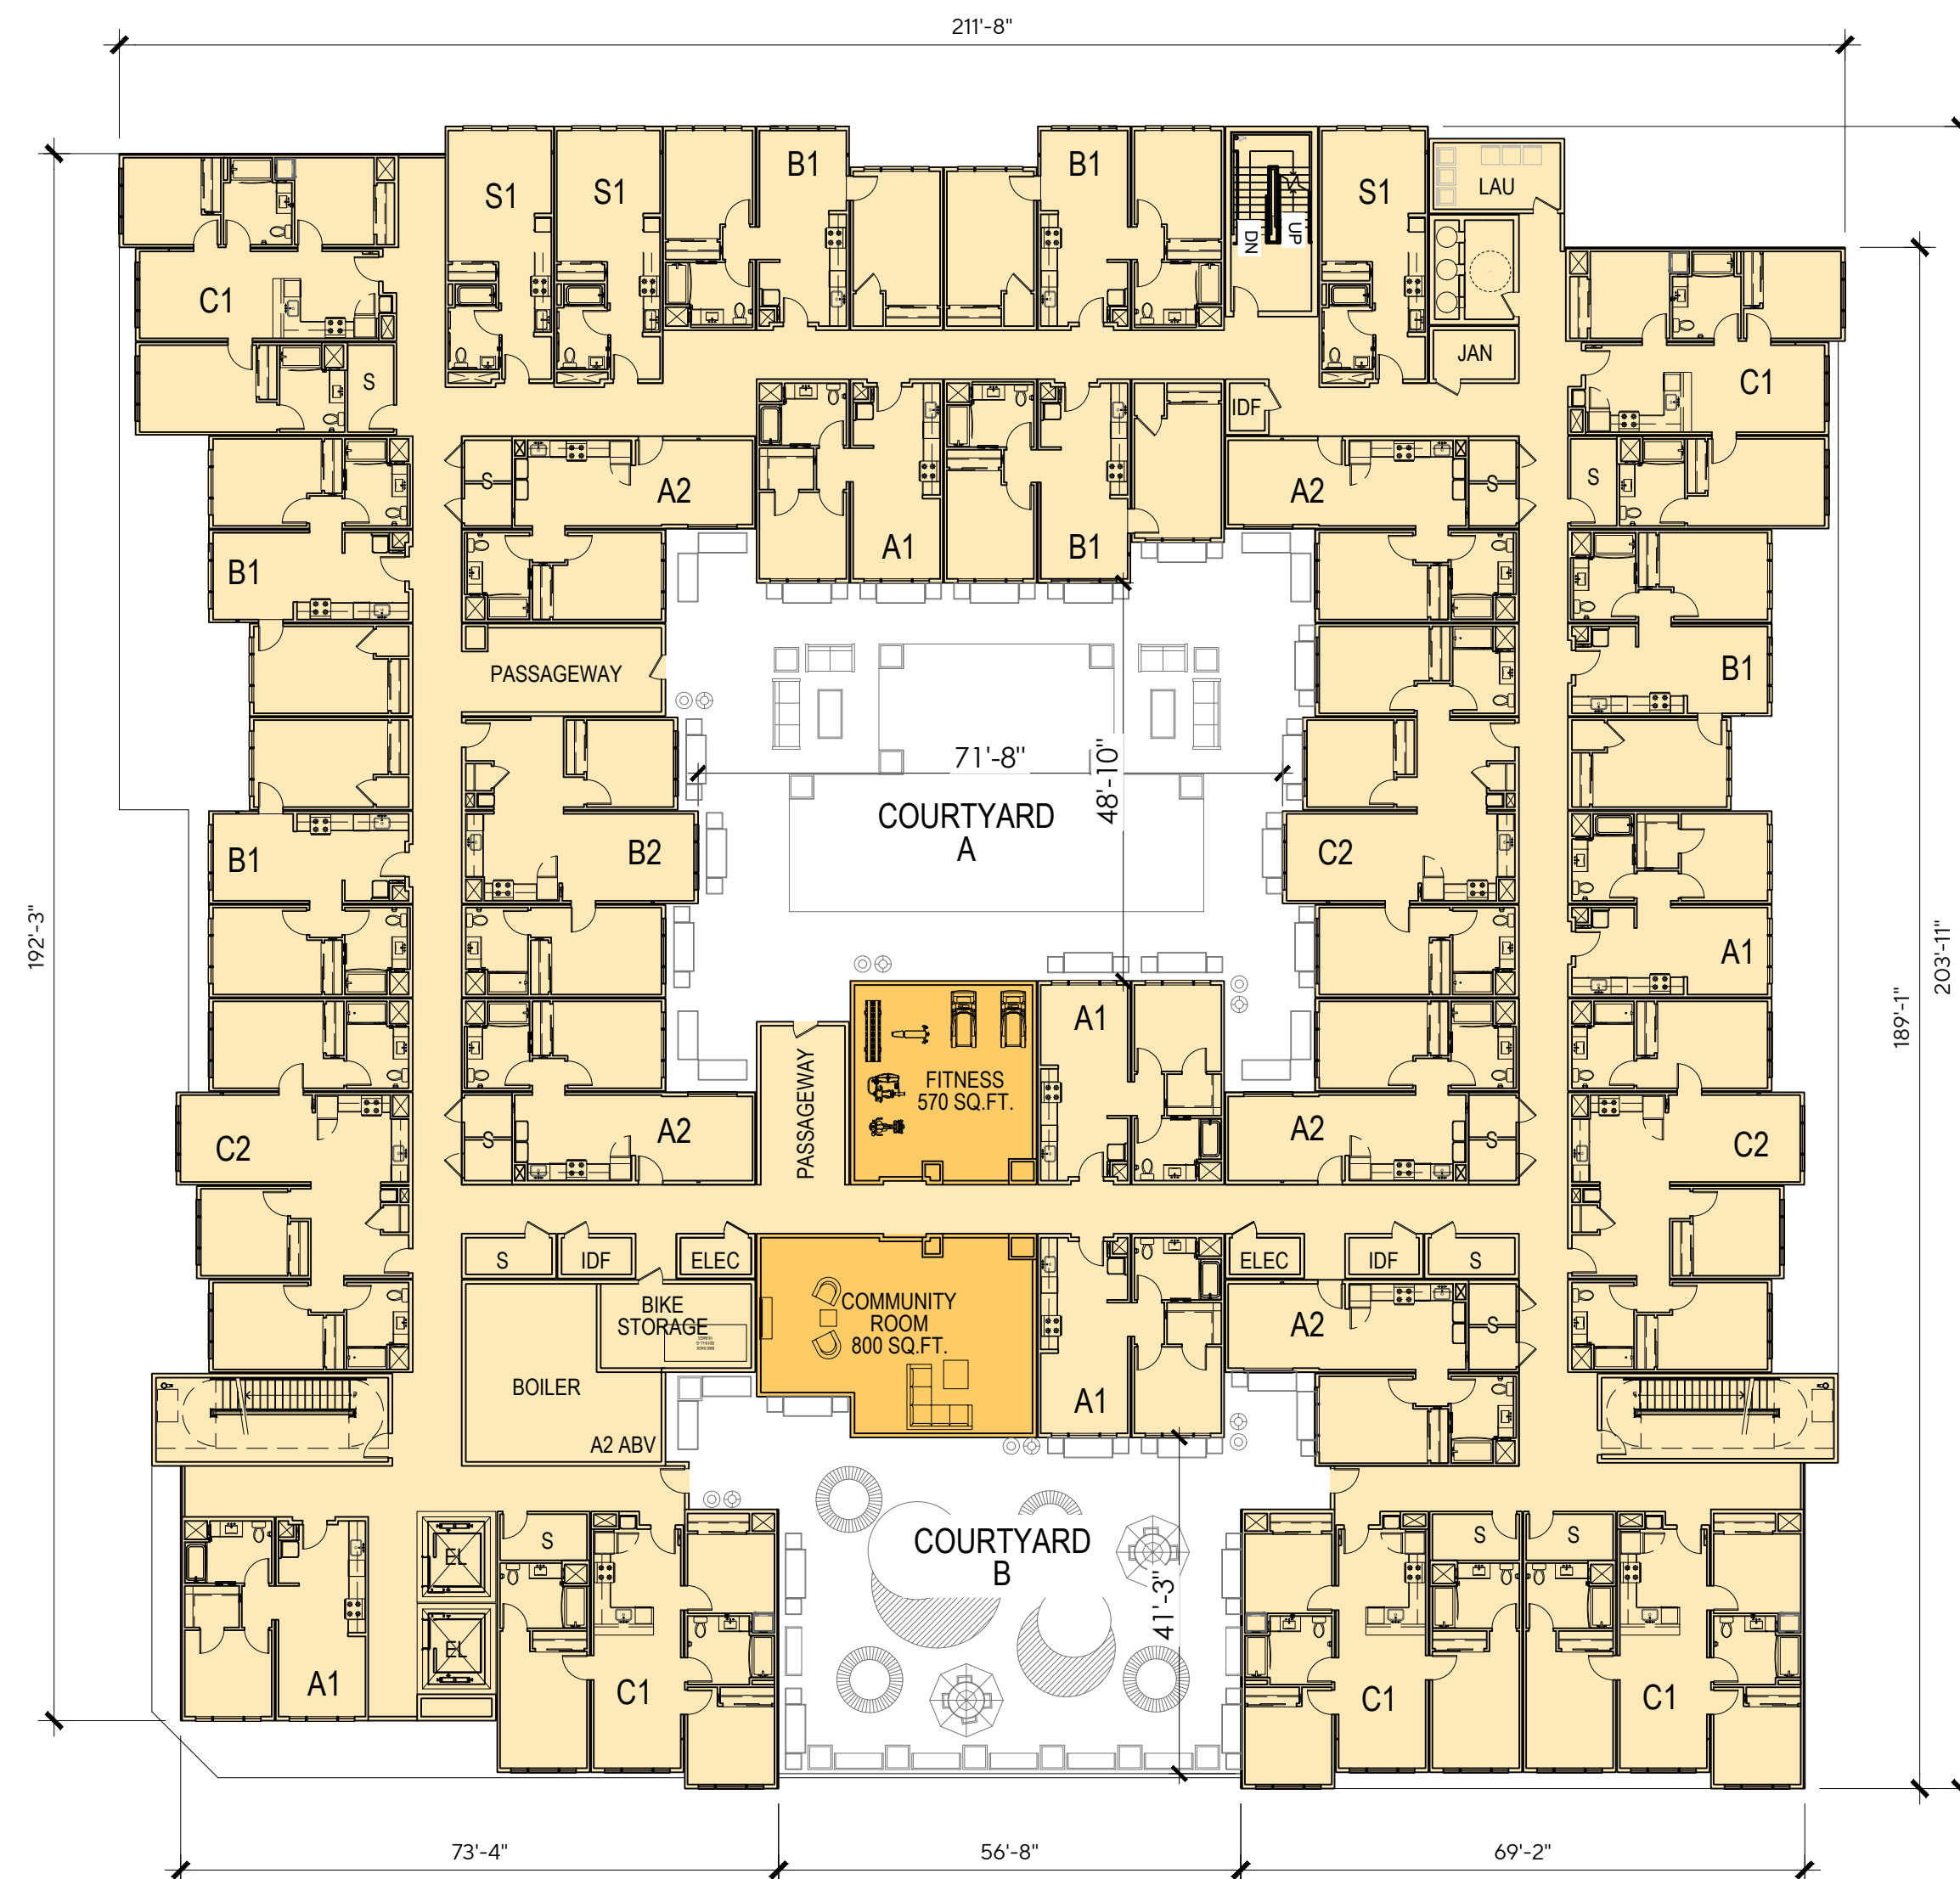 211'-8"
B1
B1
S1
S1
S1
LAU
UP
DN
C1
S
JAN
C1
IDF
S
A2
A2
S
S
A1
B1
B1
PASSAGEWAY
B1
71'-8"
48'-10"
COURTYARD
A
B1
B2
C2
192'-3"
203'-11"
189'-1"
A1
A1
FITNESS
570 SQ.FT.
PASSAGEWAY
C2
S
A2
A2
S
C2
S
IDF
ELEC
ELEC
IDF
S
BIKE
STORAGE
COMMUNITY
ROOM
800 SQ.FT.
A2
S
BOILER
A2 ABV
A1
EL
S
COURTYARD
B
S
S
41'-3"
EL
A1
C1
C1
C1
73'-4"
56'-8"
69'-2"